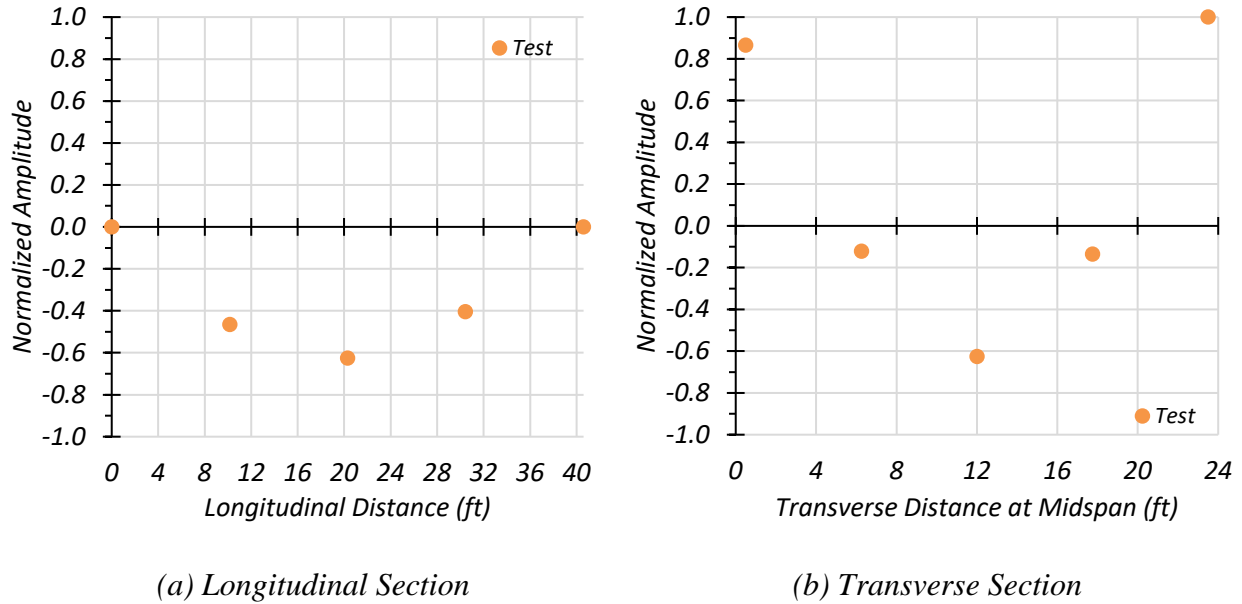 1.0
0.8
0.6
0.4
0.2
0.0
-0.2
-0.4
-0.6
-0.8
-1.0
Normalized Amplitude
Test
0 4 8 12 16 20 24 28 32 36 40
Longitudinal Distance (ft)
(a) Longitudinal Section
1.0
0.8
0.6
0.4
0.2
0.0
-0.2
-0.4
-0.6
-0.8
-1.0
Normalized Amplitude
Test
0 4 8 12 16 20 24
Transverse Distance at Midspan (ft)
(b) Transverse Section